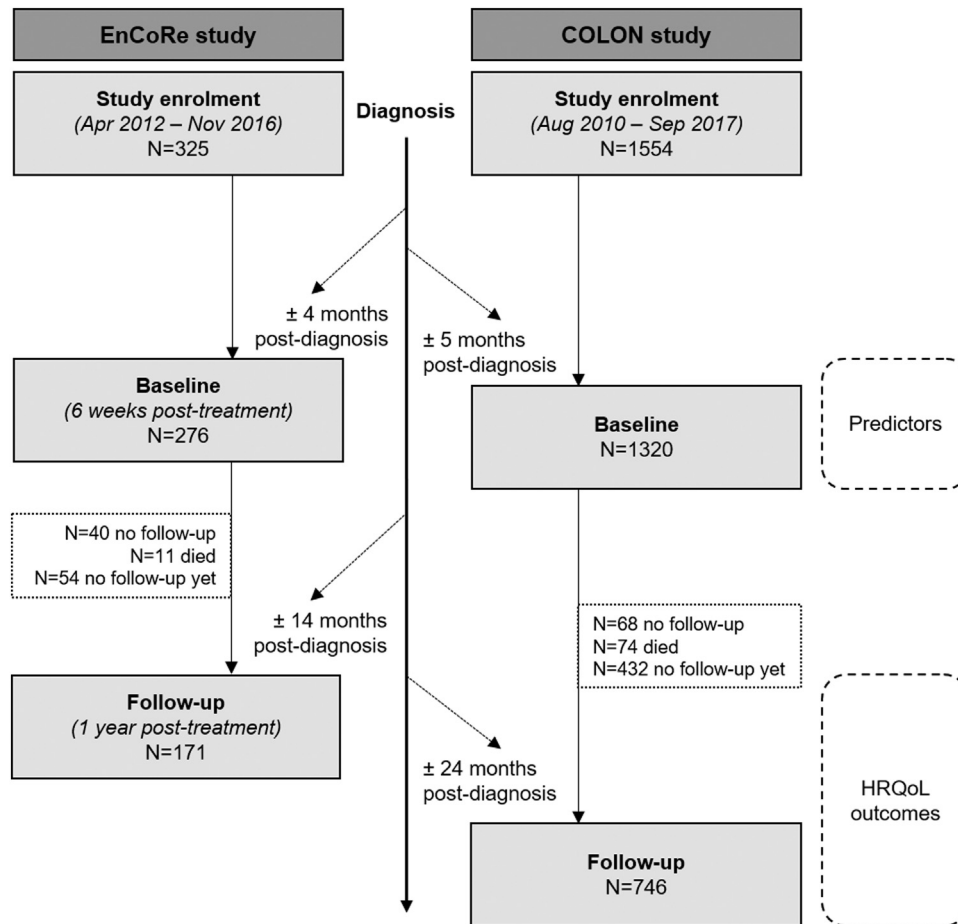 EnCoRe study
COLON study
Study enrolment
(Apr 2012 – Nov 2016)
N=325
Diagnosis
Study enrolment
(Aug 2010 – Sep 2017)
N=1554
± 4 months
post-diagnosis
± 5 months
post-diagnosis
Baseline
(6 weeks post-treatment)
N=276
Baseline
N=1320
Predictors
N=40 no follow-up
N=11 died
N=54 no follow-up yet
± 14 months
post-diagnosis
N=68 no follow-up
N=74 died
N=432 no follow-up yet
Follow-up
(1 year post-treatment)
N=171
± 24 months
post-diagnosis
HRQoL
outcomes
Follow-up
N=746